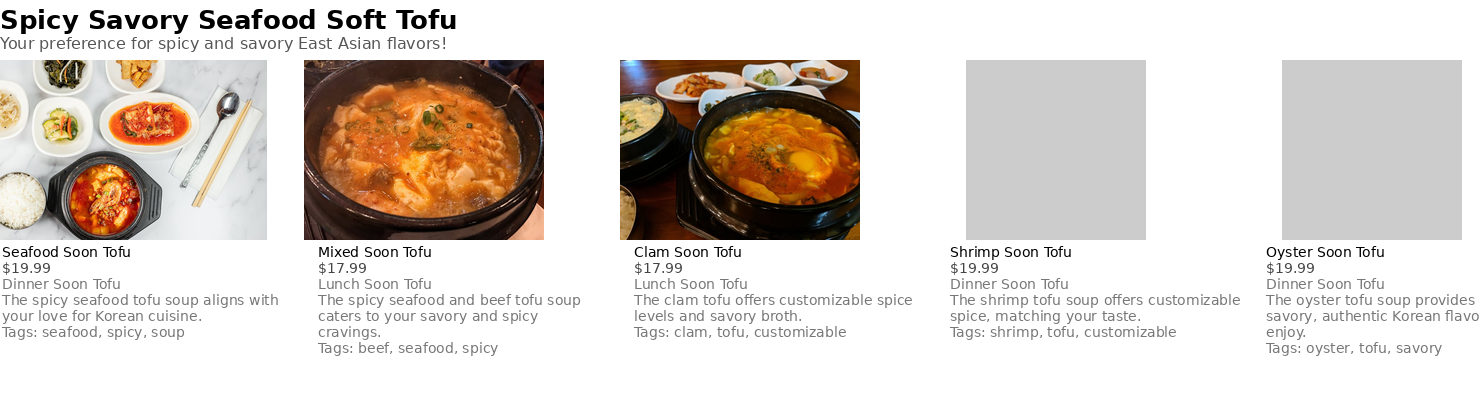 Spicy Savory Seafood Soft Tofu
Your preference for spicy and savory East Asian flavors!
Seafood Soon Tofu
$19.99
Dinner Soon Tofu
The spicy seafood tofu soup aligns with
your love for Korean cuisine.
Tags: seafood, spicy, soup
Mixed Soon Tofu
$17.99
Lunch Soon Tofu
The spicy seafood and beef tofu soup
caters to your savory and spicy
cravings.
Tags: beef, seafood, spicy
Clam Soon Tofu
$17.99
Lunch Soon Tofu
The clam tofu offers customizable spice
levels and savory broth.
Tags: clam, tofu, customizable
Shrimp Soon Tofu
$19.99
Dinner Soon Tofu
The shrimp tofu soup offers customizable
spice, matching your taste.
Tags: shrimp, tofu, customizable
Oyster Soon Tofu
$19.99
Dinner Soon Tofu
The oyster tofu soup provides
savory, authentic Korean flavo
enjoy.
Tags: oyster, tofu, savory